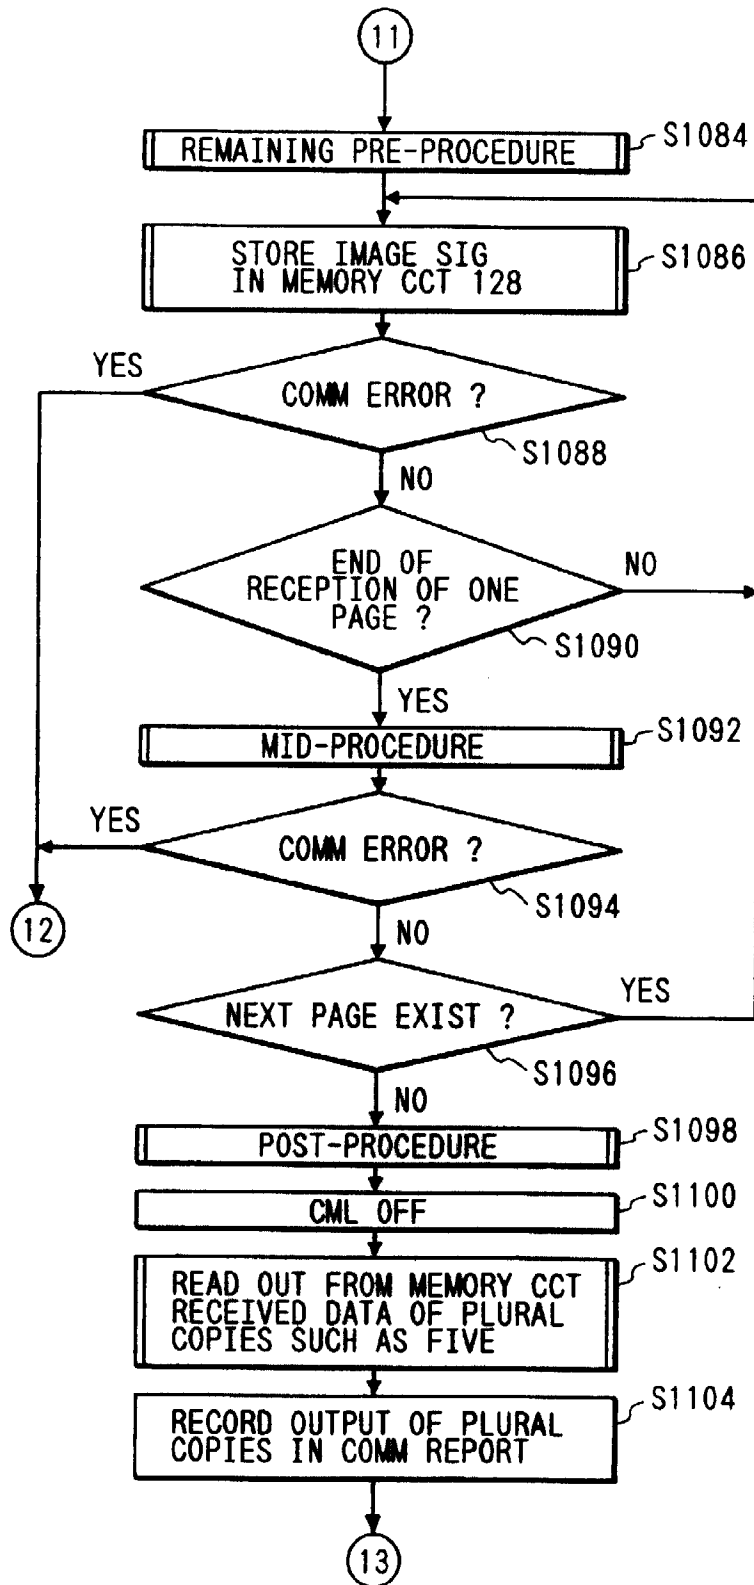 11
REMAINING PRE-PROCEDURE
S1084
STORE IMAGE SIG
IN MEMORY CCT 128
S1086
YES
COMM ERROR ?
S1088
NO
END OF
RECEPTION OF ONE
PAGE ?
NO
S1090
YES
MID-PROCEDURE
S1092
YES
COMM ERROR ?
S1094
12
NO
NEXT PAGE EXIST ?
YES
S1096
NO
POST-PROCEDURE
S1098
CML OFF
S1100
READ OUT FROM MEMORY CCT
RECEIVED DATA OF PLURAL
COPIES SUCH AS FIVE
S1102
RECORD OUTPUT OF PLURAL
COPIES IN COMM REPORT
S1104
13